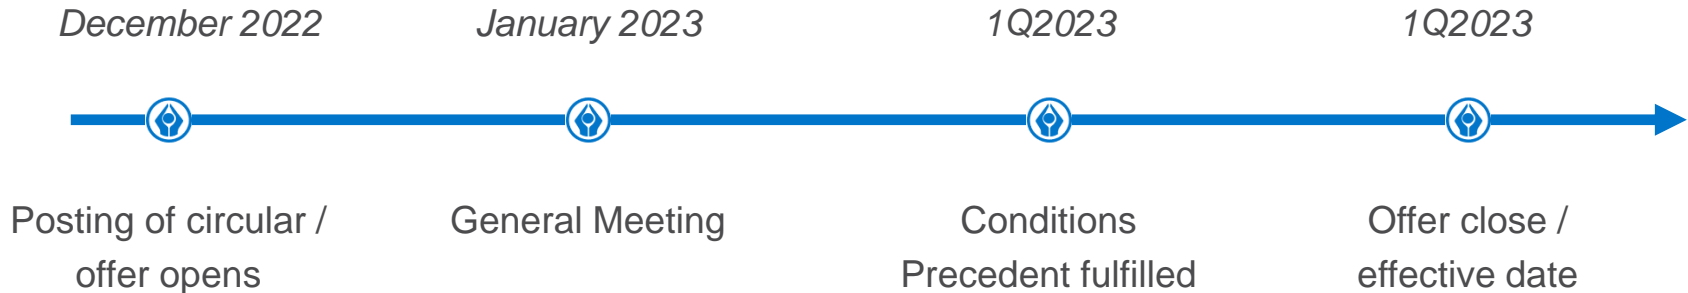 December 2022
January 2023
1Q2023
1Q2023
Posting of circular /
offer opens
General Meeting
Conditions
Precedent fulfilled
Offer close /
effective date